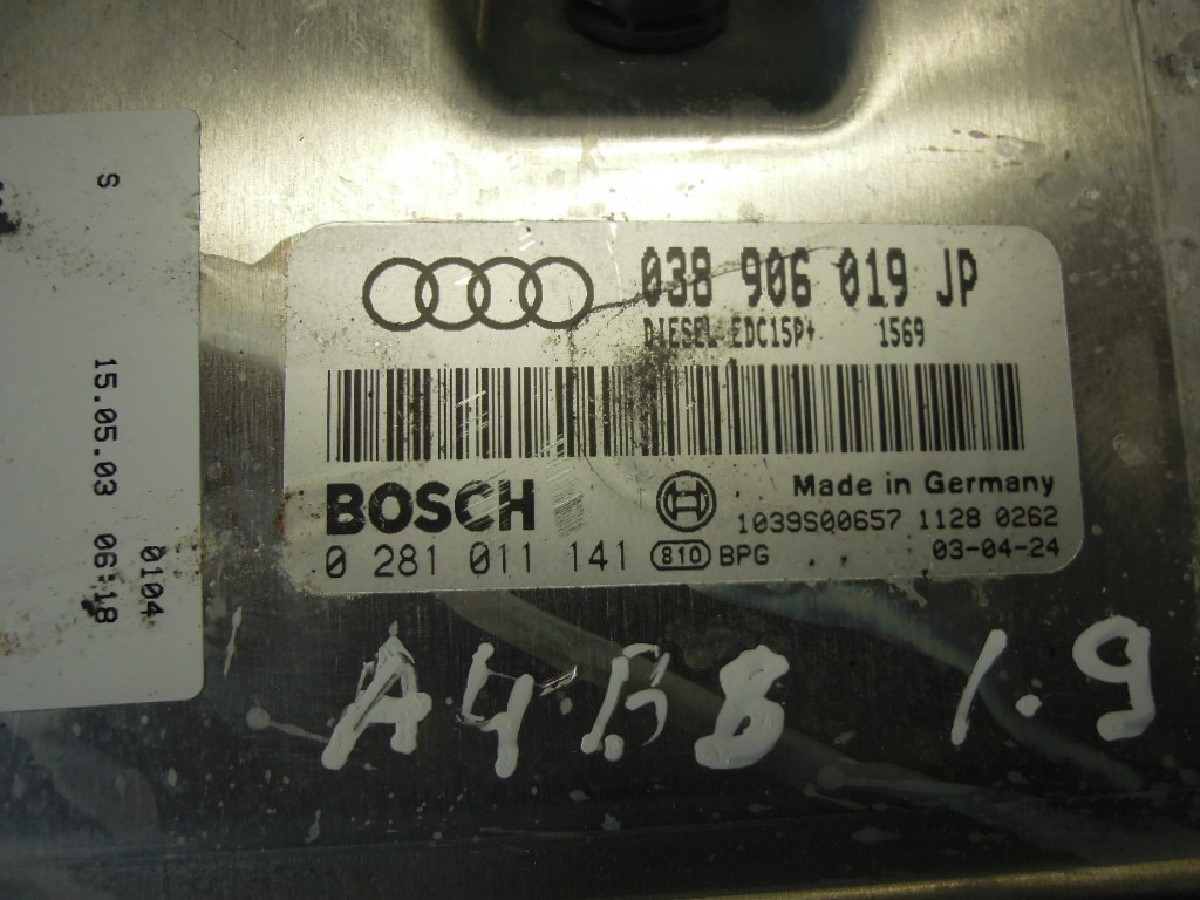 038 906 019 JP
DIESEL EDC15P+ 1569
BOSCH
Made in Germany
1039S00657 1128 0262
0 281 011 141 810 BPG 03-04-24
S 15.05.03 06:18
0104
1.9